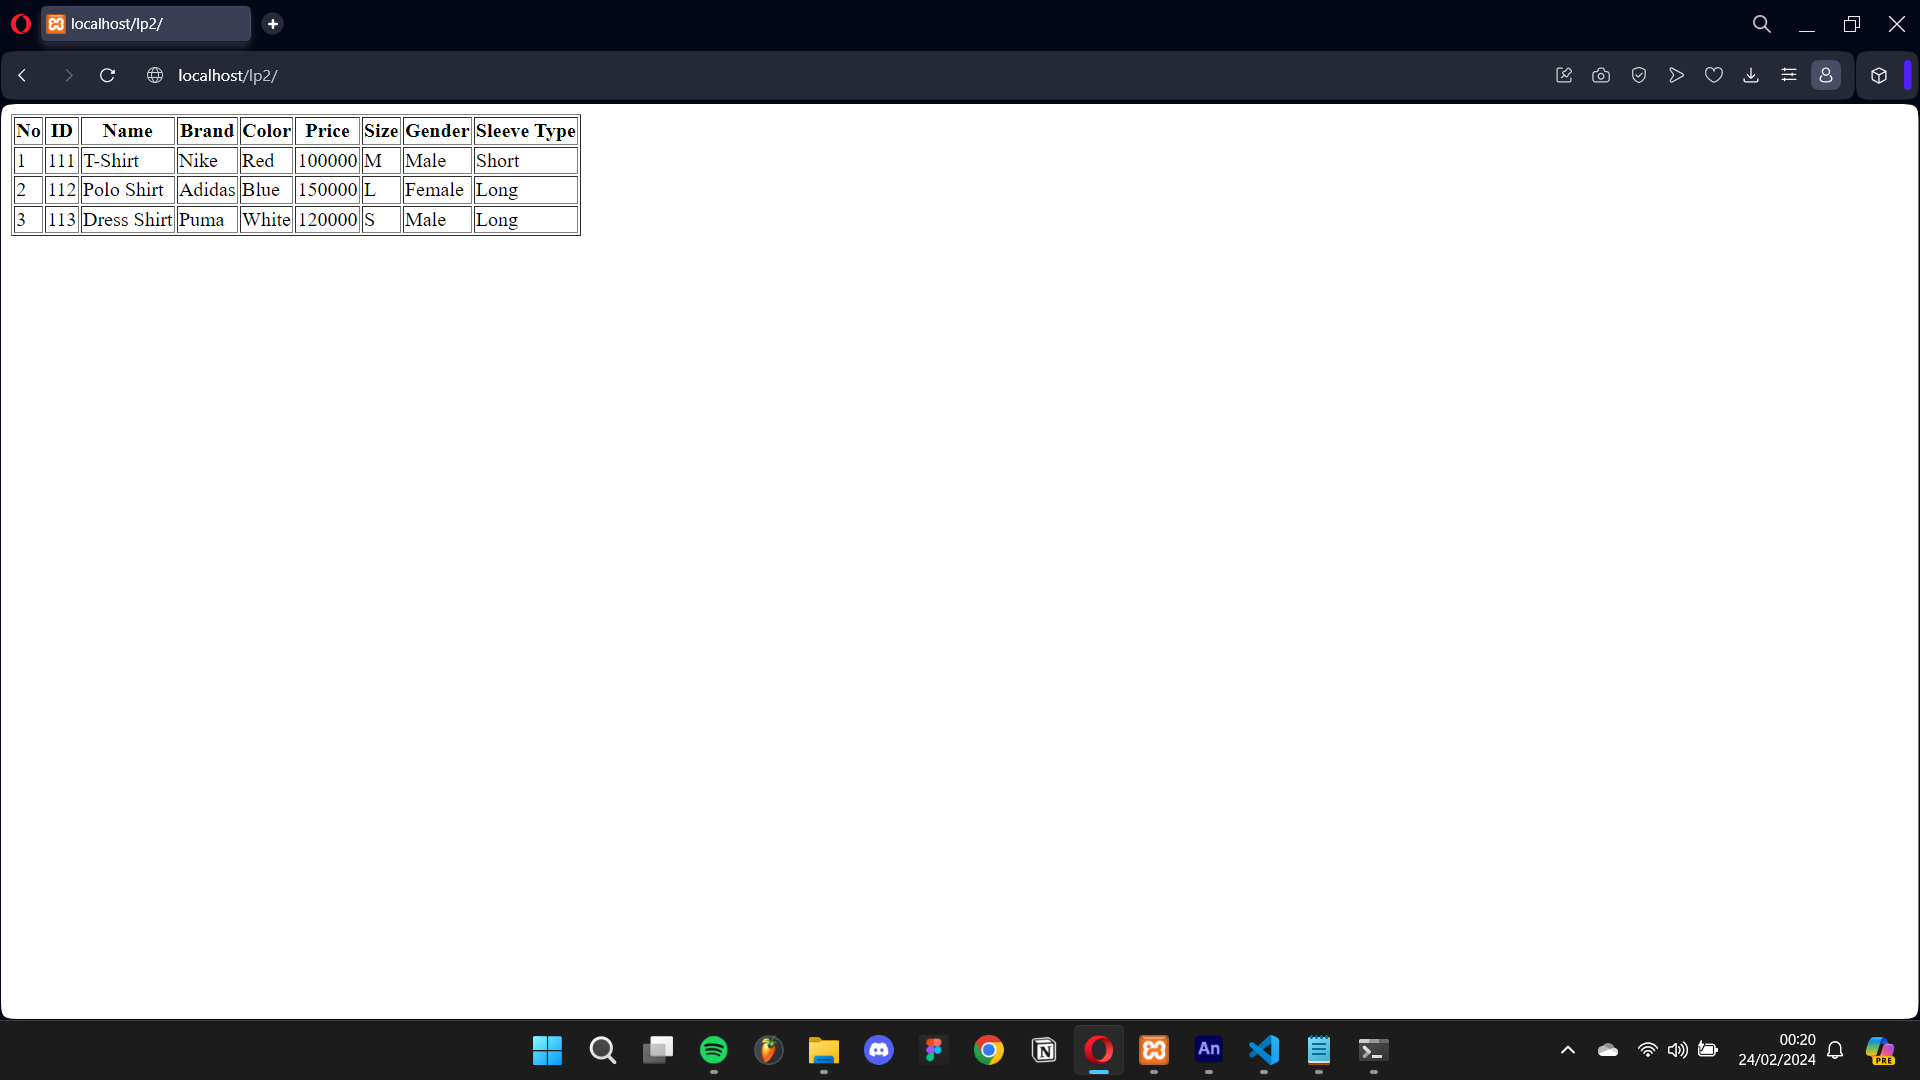 localhost/lp2/
localhost/lp2/
No ID Name Brand Color Price Size Gender Sleeve Type
1 111 T-Shirt Nike Red 100000 M Male Short
2 112 Polo Shirt Adidas Blue 150000 L Female Long
3 113 Dress Shirt Puma White 120000 S Male Long
An
00:20
24/02/2024
PRE